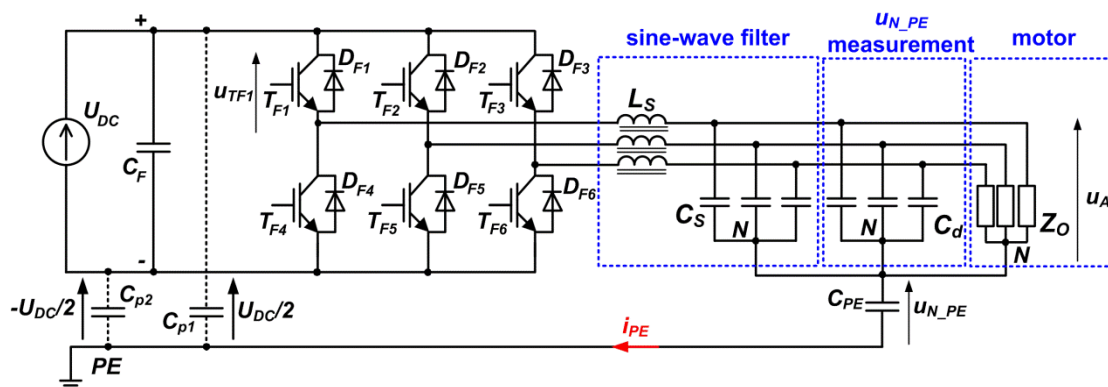 u_N_PE
sine-wave filter
measurement
motor
+
D_F1
D_F2
D_F3
u_TF1
T_F1
T_F2
T_F3
L_S
U_DC
C_F
D_F4
D_F5
D_F6
T_F4
T_F5
T_F6
C_S
N
C_d
Z_O
u_A
N
N
-
-U_DC/2
C_p2
C_p1
U_DC/2
C_PE
u_N_PE
i_PE
PE